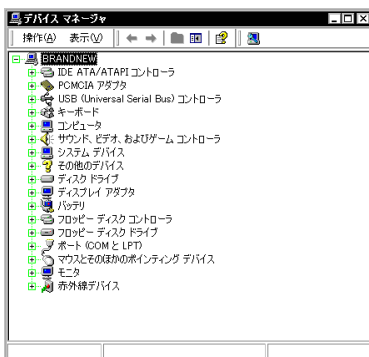 デバイス マネージャ
操作(A) 表示(V)
BRANDNEW
IDE ATA/ATAPI コントローラ
PCMCIA アダプタ
USB (Universal Serial Bus) コントローラ
キーボード
コンピュータ
サウンド、ビデオ、およびゲーム コントローラ
システム デバイス
その他のデバイス
ディスク ドライブ
ディスプレイ アダプタ
バッテリ
フロッピー ディスク コントローラ
フロッピー ディスク ドライブ
ポート (COM と LPT)
マウスとそのほかのポインティング デバイス
モニタ
赤外線デバイス